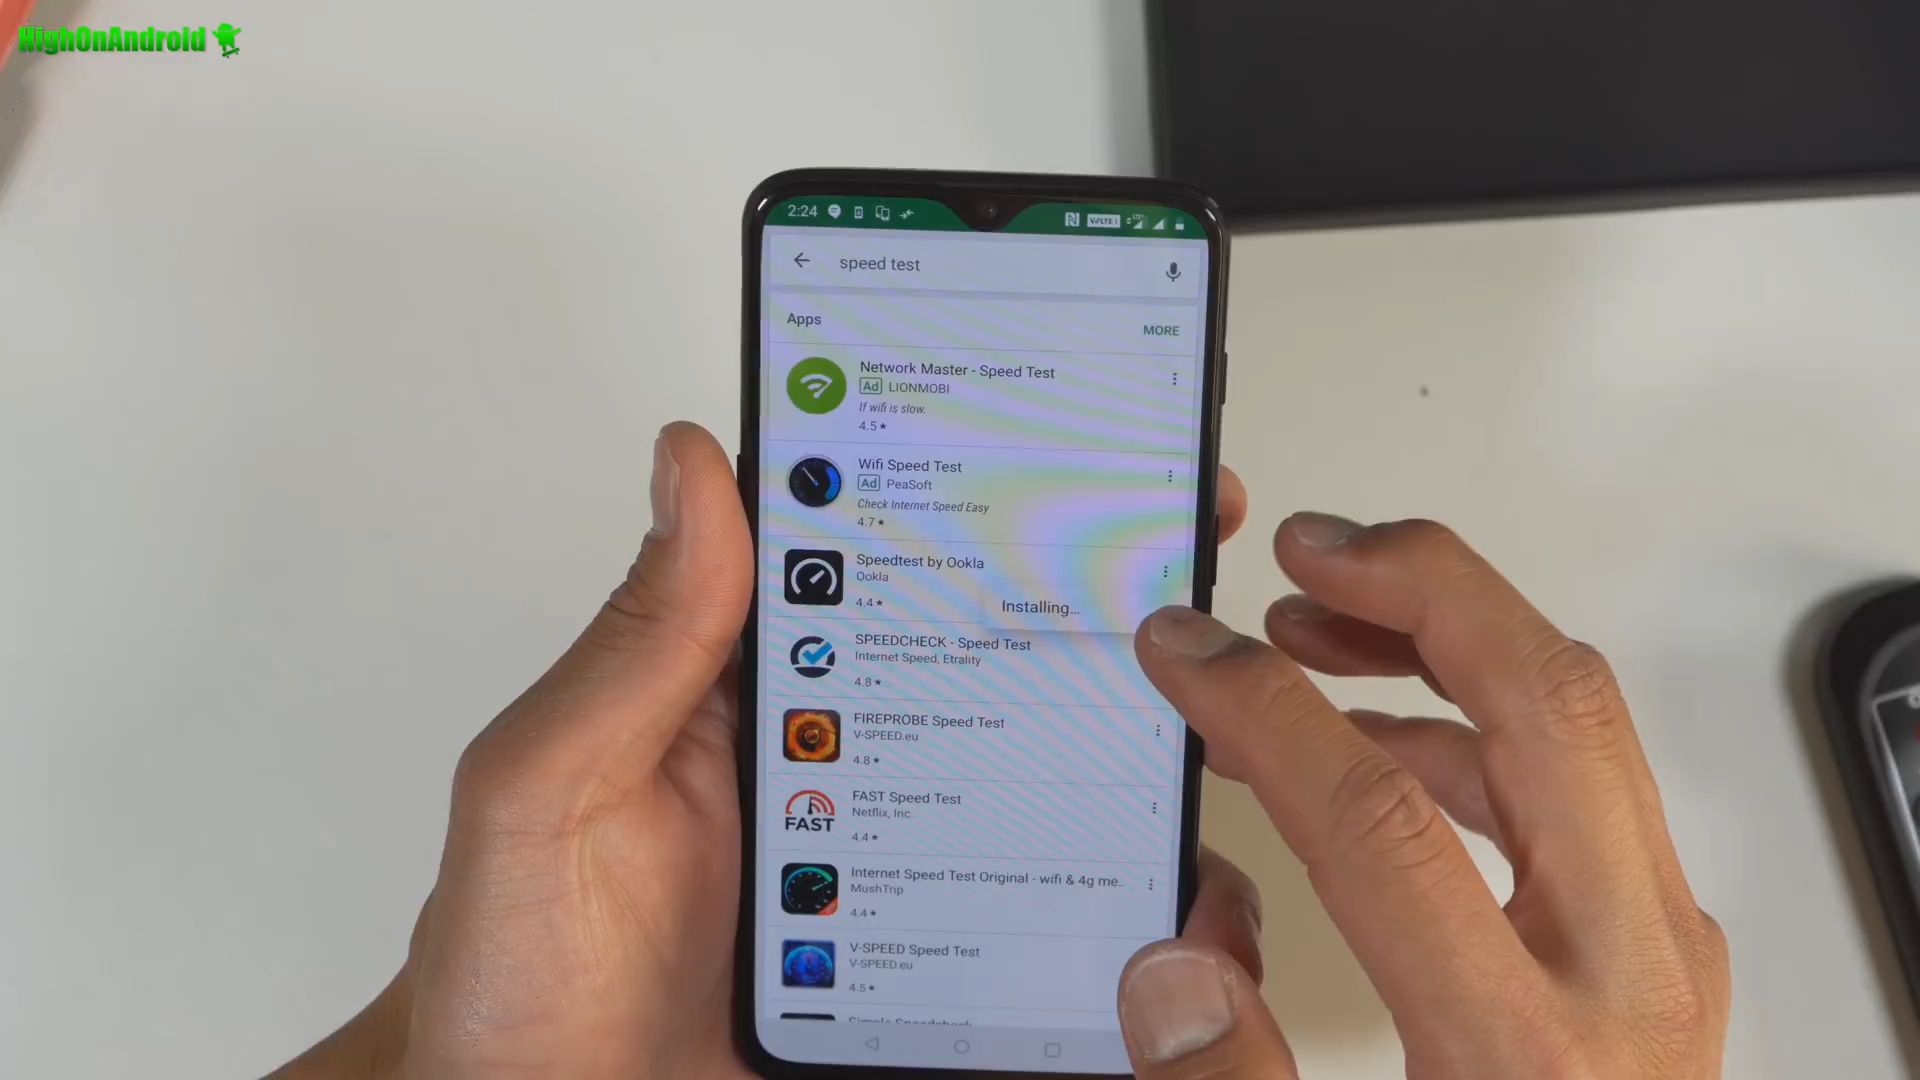 HighOnAndroid
2:24
VoLTE 1
LTE+
speed test
Apps
MORE
Network Master - Speed Test
Ad LIONMOBI
If wifi is slow.
4.5★
Wifi Speed Test
Ad PeaSoft
Check Internet Speed Easy
4.7★
Speedtest by Ookla
Ookla
4.4★
Installing...
SPEEDCHECK - Speed Test
Internet Speed, Etrality
4.8★
FIREPROBE Speed Test
V-SPEED.eu
4.8★
FAST
FAST Speed Test
Netflix, Inc.
4.4★
Internet Speed Test Original - wifi & 4g me..
MushTrip
4.4★
V-SPEED Speed Test
V-SPEED.eu
4.5★